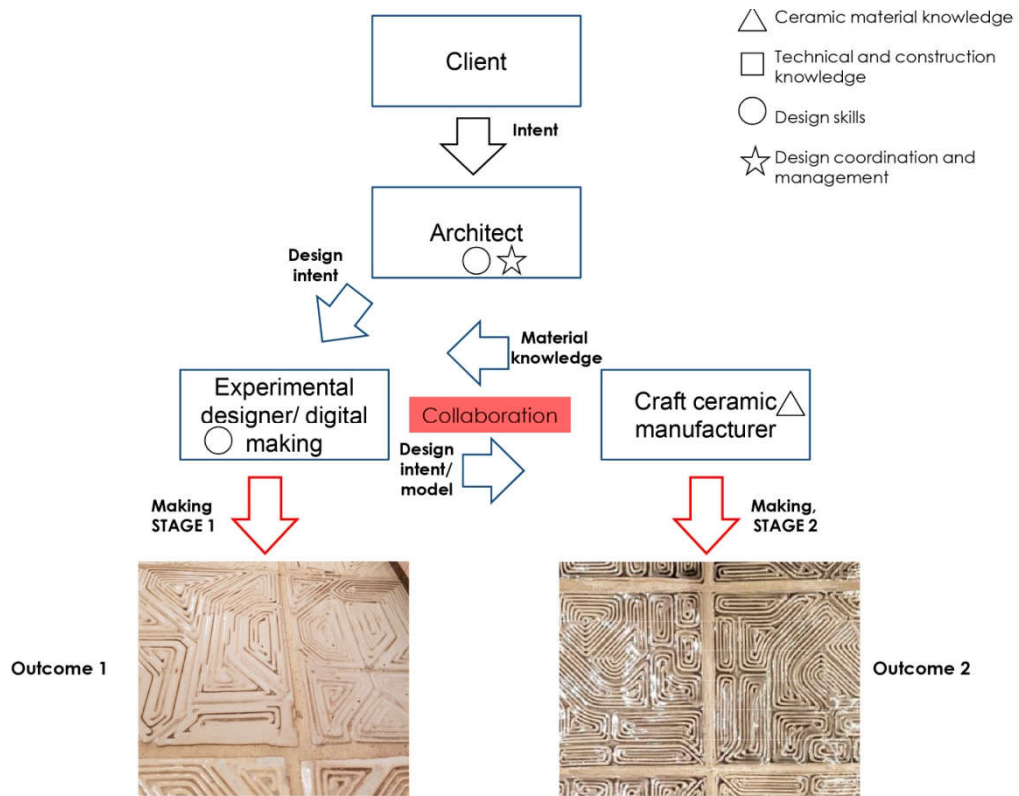 Client
Ceramic material knowledge
Technical and construction
knowledge
Design skills
Design coordination and
management
Intent
Architect
Design
intent
Material
knowledge
Experimental
designer/ digital
making
Collaboration
Craft ceramic
manufacturer
Design
intent/
model
Making
STAGE 1
Making,
STAGE 2
Outcome 1
Outcome 2